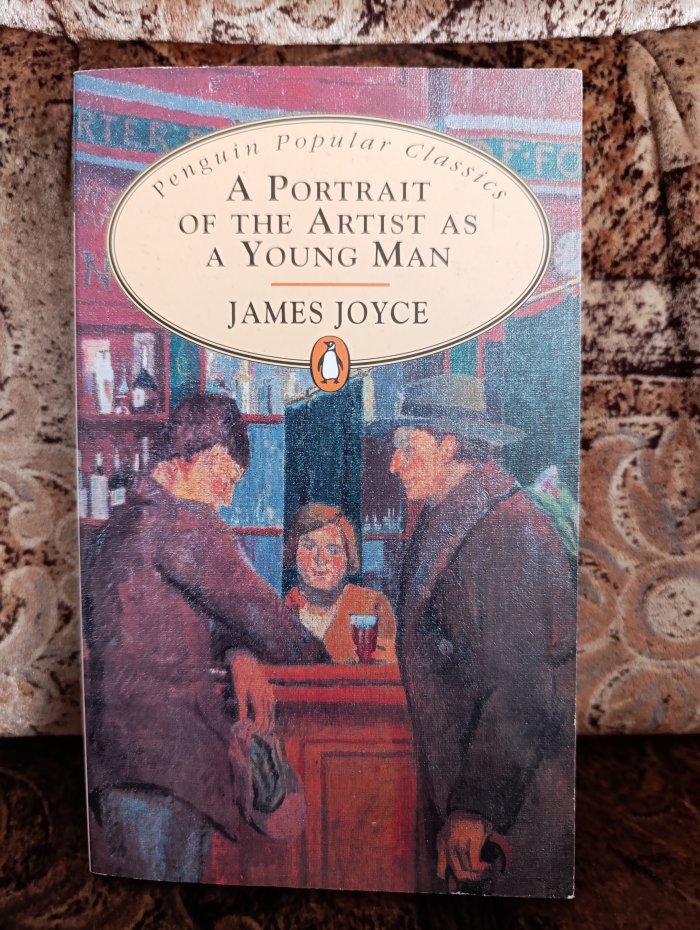 Penguin Popular Classics
A PORTRAIT
OF THE ARTIST AS
A YOUNG MAN
JAMES JOYCE